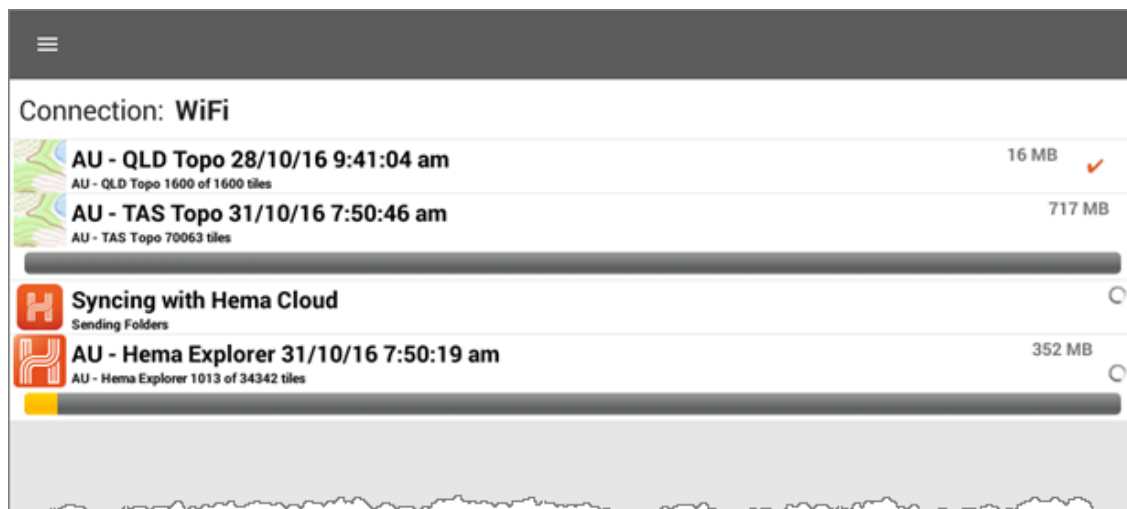 Connection: WiFi
AU - QLD Topo 28/10/16 9:41:04 am
16 MB
AU - QLD Topo 1600 of 1600 tiles
AU - TAS Topo 31/10/16 7:50:46 am
717 MB
AU - TAS Topo 70063 tiles
Syncing with Hema Cloud
Sending Folders
AU - Hema Explorer 31/10/16 7:50:19 am
352 MB
AU - Hema Explorer 1013 of 34342 tiles